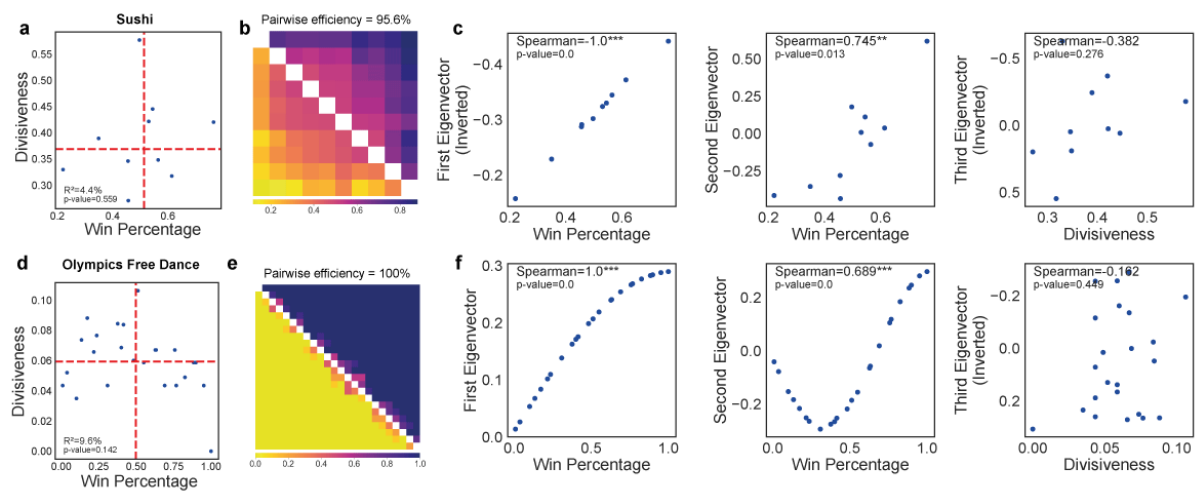 a
Sushi
0.55
0.50
0.45
0.40
0.35
0.30
Divisiveness
R²=4.4%
p-value=0.559
0.2
0.4
0.6
Win Percentage
b
Pairwise efficiency = 95.6%
0.2
0.4
0.6
0.8
c
Spearman=-1.0***
p-value=0.0
−0.4
−0.3
−0.2
First Eigenvector
(Inverted)
0.2
0.4
0.6
Win Percentage
Spearman=0.745**
p-value=0.013
0.50
0.25
0.00
−0.25
Second Eigenvector
0.2
0.4
0.6
Win Percentage
Spearman=-0.382
p-value=0.276
−0.5
0.0
0.5
Third Eigenvector
(Inverted)
0.3
0.4
0.5
Divisiveness
d
Olympics Free Dance
0.10
0.08
0.06
0.04
0.02
0.00
Divisiveness
R²=9.6%
p-value=0.142
0.00
0.25
0.50
0.75
1.00
Win Percentage
e
Pairwise efficiency = 100%
0.0
0.2
0.4
0.6
0.8
1.0
f
Spearman=1.0***
p-value=0.0
0.3
0.2
0.1
0.0
First Eigenvector
0.0
0.5
1.0
Win Percentage
Spearman=0.689***
p-value=0.0
0.2
0.0
−0.2
Second Eigenvector
0.0
0.5
1.0
Win Percentage
Spearman=-0.162
p-value=0.449
−0.2
0.0
0.2
Third Eigenvector
(Inverted)
0.00
0.05
0.10
Divisiveness